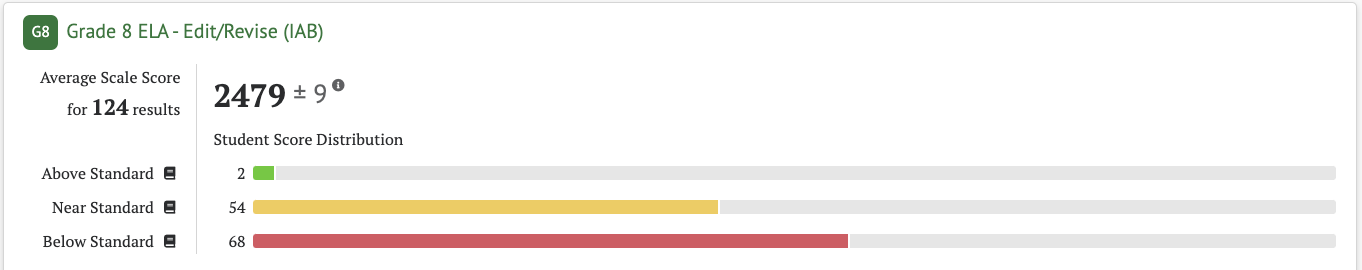 G8 Grade 8 ELA - Edit/Revise (IAB)
Average Scale Score
for 124 results
2479 ± 9
Student Score Distribution
Above Standard 2
Near Standard 54
Below Standard 68